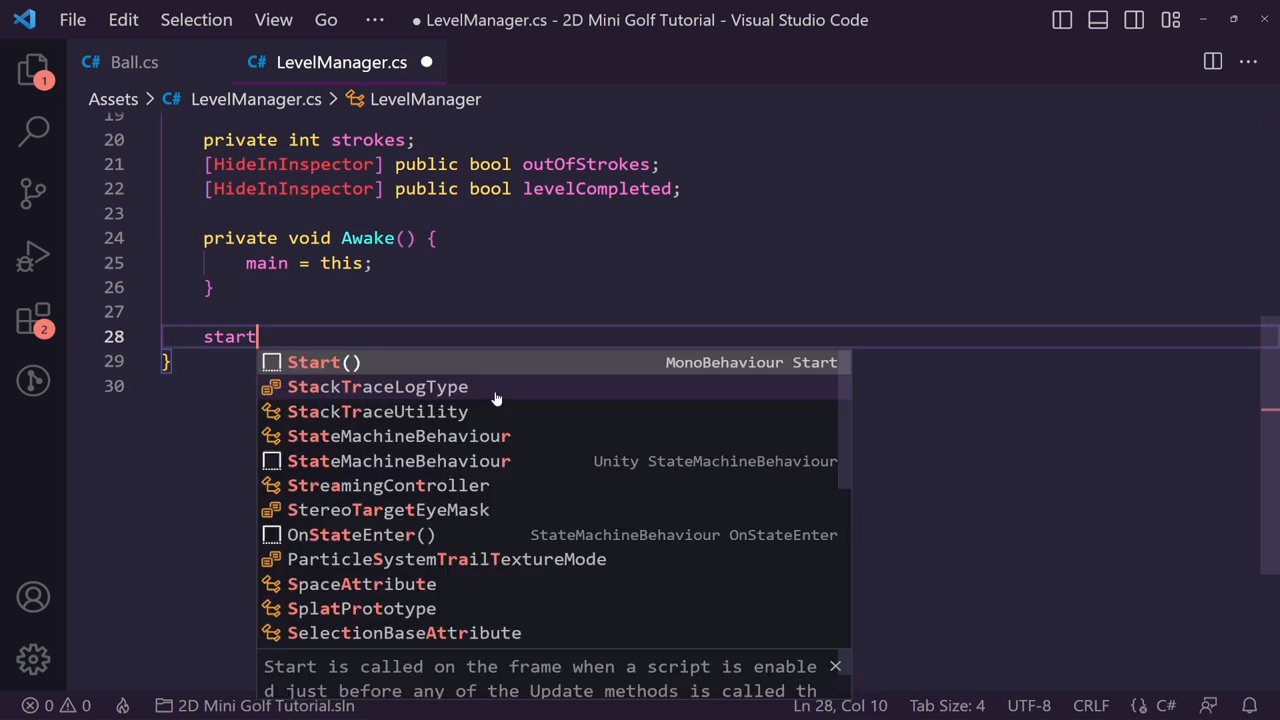 File Edit Selection View Go ··· ● LevelManager.cs - 2D Mini Golf Tutorial - Visual Studio Code
C# Ball.cs C# LevelManager.cs
Assets > C# LevelManager.cs > LevelManager
1
2
19
20 private int strokes;
21 [HideInInspector] public bool outOfStrokes;
22 [HideInInspector] public bool levelCompleted;
23
24 private void Awake() {
25 main = this;
26 }
27
28 start
29 }
30
Start() MonoBehaviour Start
StackTraceLogType
StackTraceUtility
StateMachineBehaviour
StateMachineBehaviour Unity StateMachineBehaviour
StreamingController
StereoTargetEyeMask
OnStateEnter() StateMachineBehaviour OnStateEnter
ParticleSystemTrailTextureMode
SpaceAttribute
SplatPrototype
SelectionBaseAttribute
Start is called on the frame when a script is enable
d just before any of the Update methods is called th
0 0 2D Mini Golf Tutorial.sln Ln 28, Col 10 Tab Size: 4 UTF-8 CRLF C#